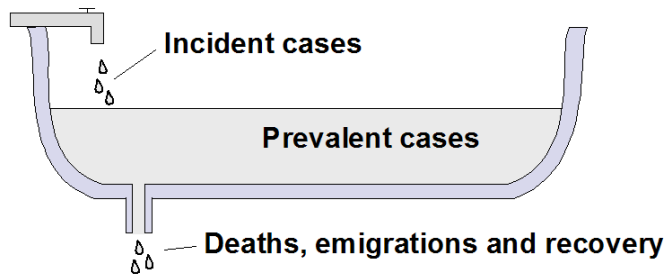 Incident cases
Prevalent cases
Deaths, emigrations and recovery